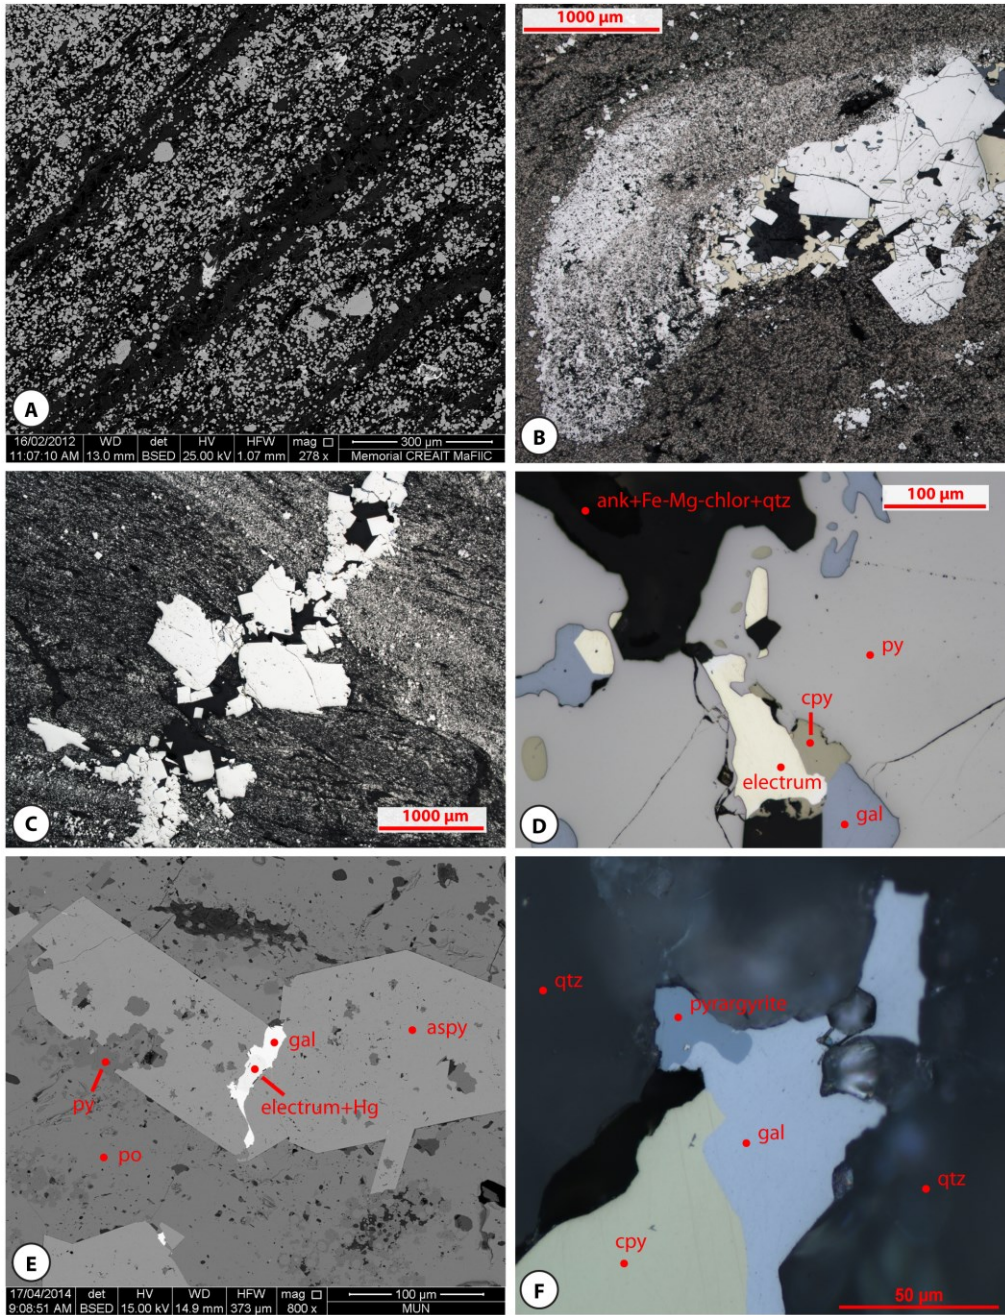 A
16/02/2012 WD det HV HFW mag □ 300 µm
11:07:10 AM 13.0 mm BSED 25.00 kV 1.07 mm 278 x Memorial CREAIT MaFIIC
1000 µm
B
C
1000 µm
ank+Fe-Mg-chlor+qtz
100 µm
py
cpy
electrum
gal
D
gal
aspy
electrum+Hg
py
po
E
17/04/2014 HV WD HFW mag □ 100 µm
9:08:51 AM BSED 15.00 kV 14.9 mm 373 µm 800 x MUN
det
qtz
pyrargyrite
gal
qtz
cpy
F
50 µm